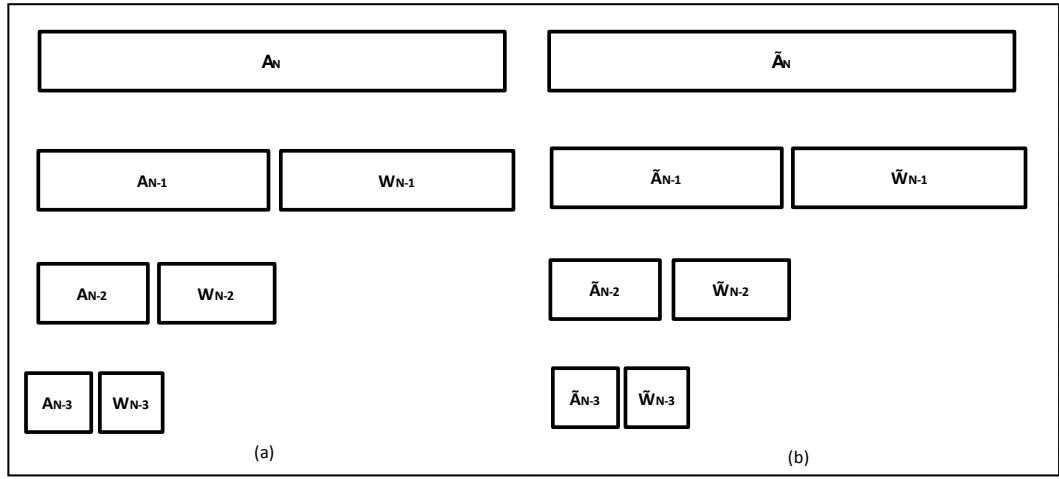 AN
ÃN
AN-1 WN-1
ÃN-1 W̃N-1
AN-2 WN-2
ÃN-2 W̃N-2
AN-3 WN-3
ÃN-3 W̃N-3
(a)
(b)